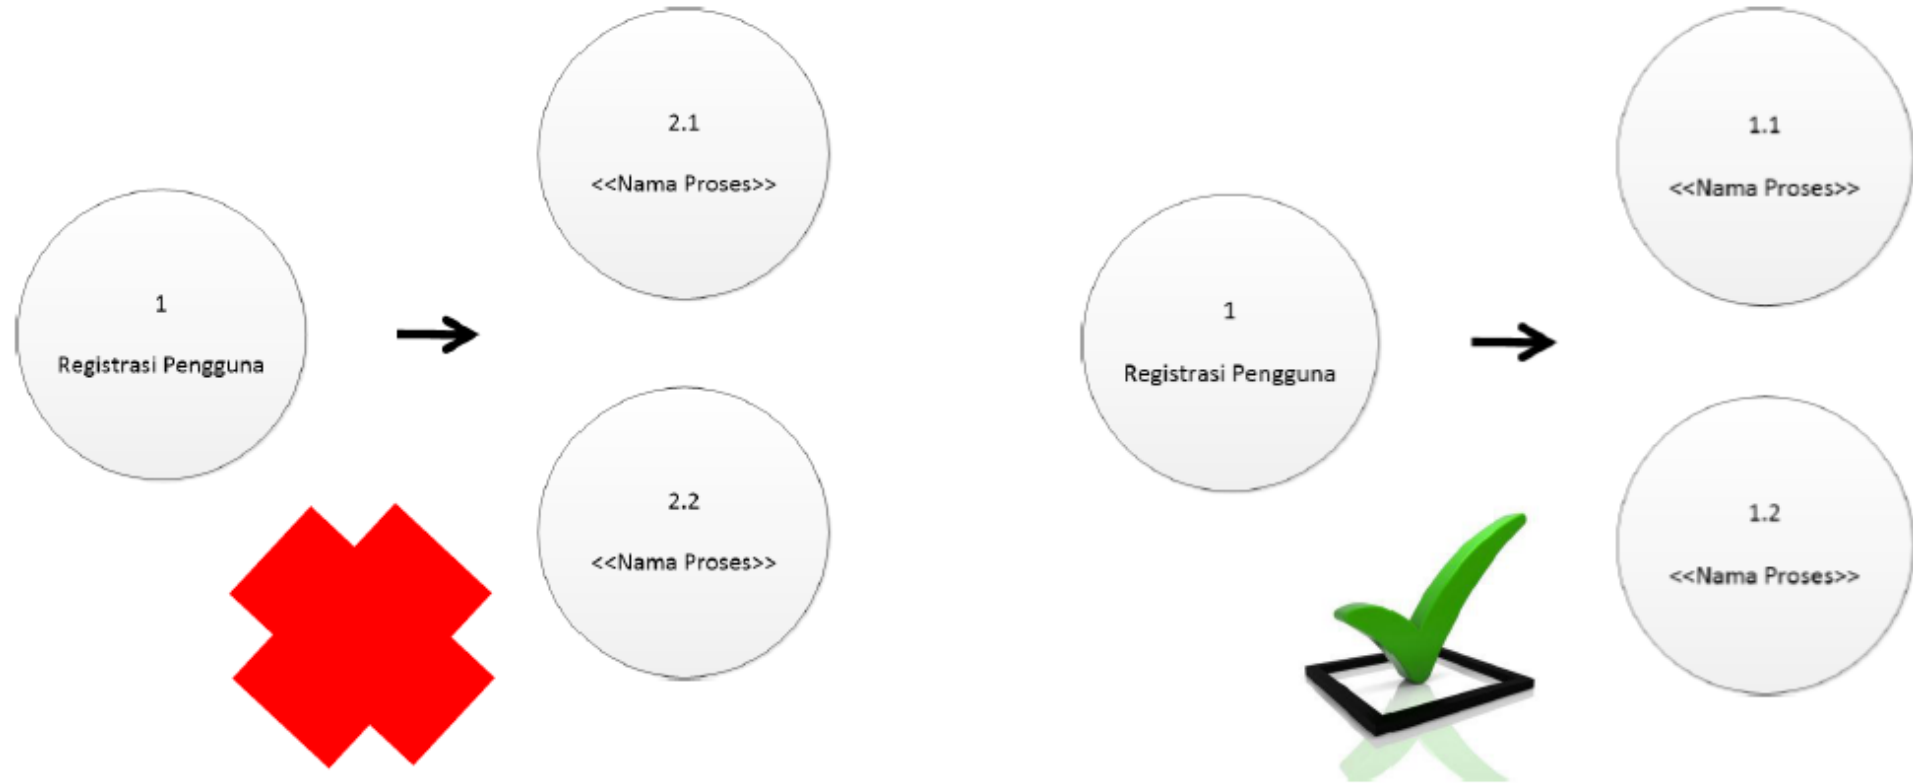 2.1
<<Nama Proses>>
1
Registrasi Pengguna
2.2
<<Nama Proses>>
1.1
<<Nama Proses>>
1
Registrasi Pengguna
1.2
<<Nama Proses>>